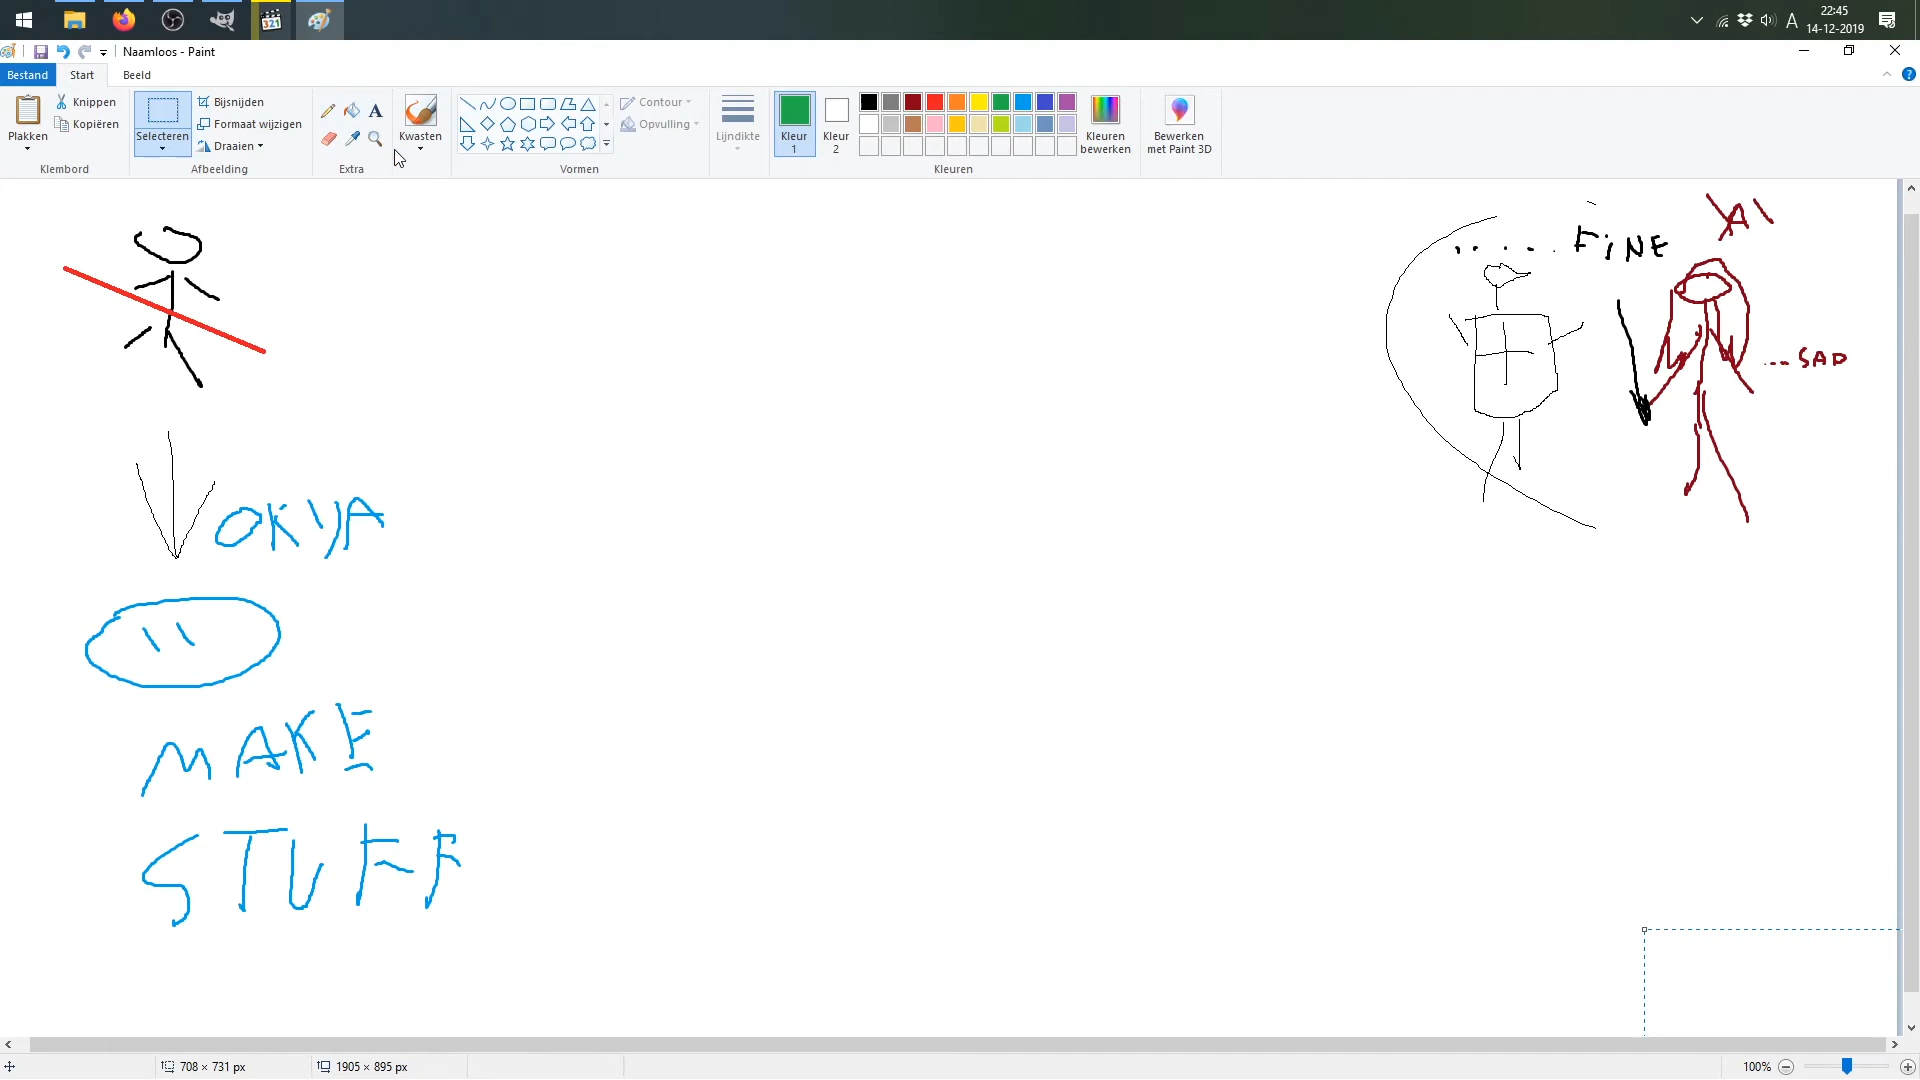 22:45
14-12-2019
Naamloos - Paint
Bestand Start Beeld
Plakken
Knippen
Kopiëren
Klembord
Selecteren
Bijsnijden
Formaat wijzigen
Draaien
Afbeelding
Extra
Kwasten
Vormen
Contour
Opvulling
Lijndikte
Kleur 1
Kleur 2
Kleuren
Kleuren bewerken
Bewerken met Paint 3D
..... FiNE
...SAD
OKYA
MAKE
STUFF
708 × 731 px
1905 × 895 px
100%